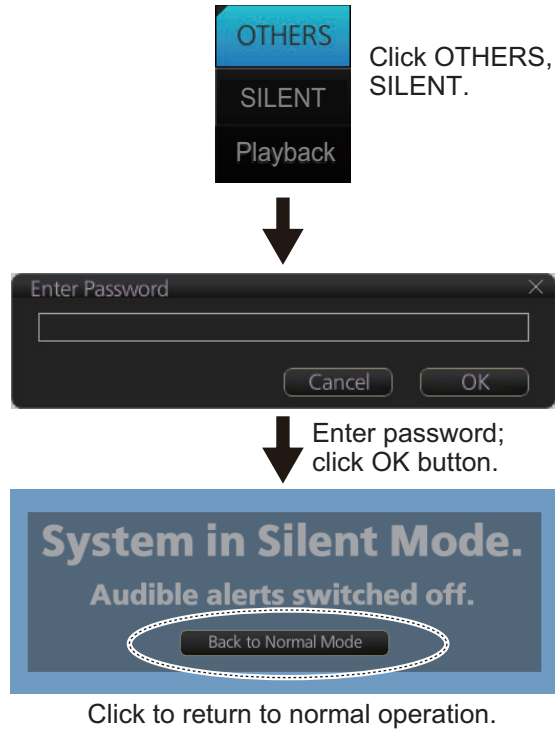 OTHERS
Click OTHERS,
SILENT.
SILENT
Playback
Enter Password
Cancel
OK
Enter password;
click OK button.
System in Silent Mode.
Audible alerts switched off.
Back to Normal Mode
Click to return to normal operation.